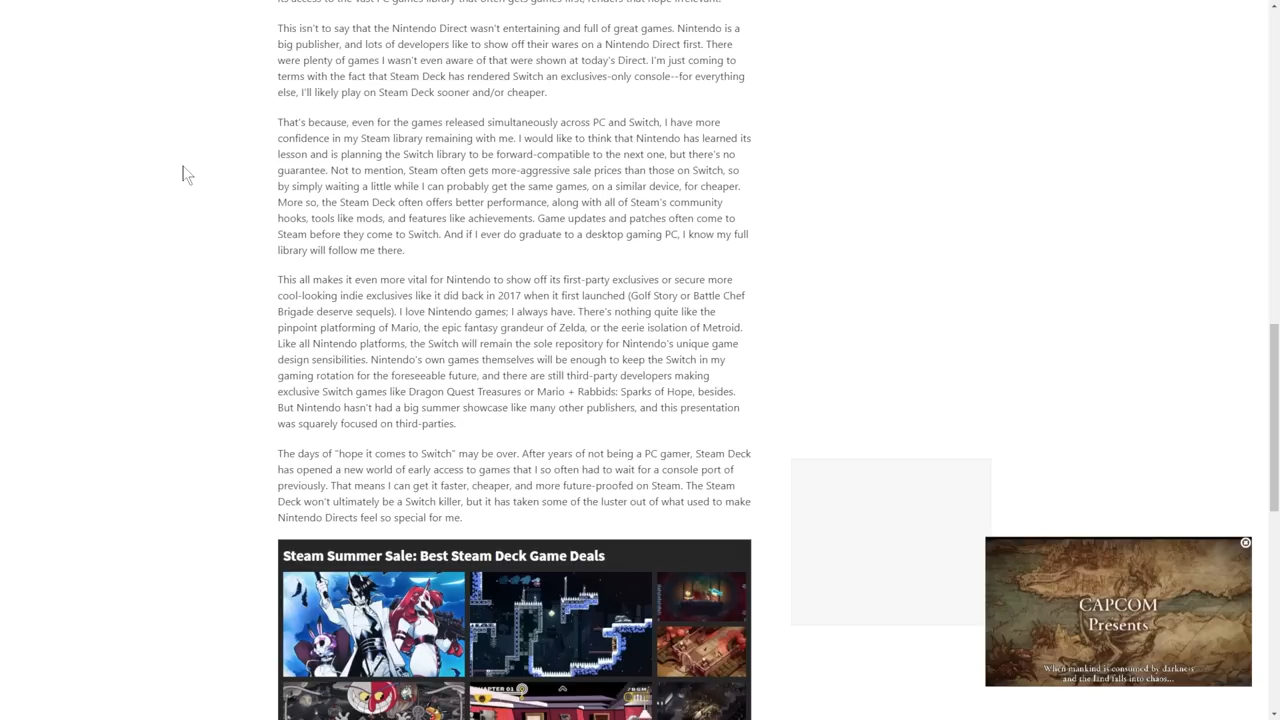 its access to the vast PC games library that often gets games first, renders that hope irrelevant.
This isn't to say that the Nintendo Direct wasn't entertaining and full of great games. Nintendo is a
big publisher, and lots of developers like to show off their wares on a Nintendo Direct first. There
were plenty of games I wasn't even aware of that were shown at today's Direct. I'm just coming to
terms with the fact that Steam Deck has rendered Switch an exclusives-only console--for everything
else, I'll likely play on Steam Deck sooner and/or cheaper.
That's because, even for the games released simultaneously across PC and Switch, I have more
confidence in my Steam library remaining with me. I would like to think that Nintendo has learned its
lesson and is planning the Switch library to be forward-compatible to the next one, but there's no
guarantee. Not to mention, Steam often gets more-aggressive sale prices than those on Switch, so
by simply waiting a little while I can probably get the same games, on a similar device, for cheaper.
More so, the Steam Deck often offers better performance, along with all of Steam's community
hooks, tools like mods, and features like achievements. Game updates and patches often come to
Steam before they come to Switch. And if I ever do graduate to a desktop gaming PC, I know my full
library will follow me there.
This all makes it even more vital for Nintendo to show off its first-party exclusives or secure more
cool-looking indie exclusives like it did back in 2017 when it first launched (Golf Story or Battle Chef
Brigade deserve sequels). I love Nintendo games; I always have. There's nothing quite like the
pinpoint platforming of Mario, the epic fantasy grandeur of Zelda, or the eerie isolation of Metroid.
Like all Nintendo platforms, the Switch will remain the sole repository for Nintendo's unique game
design sensibilities. Nintendo's own games themselves will be enough to keep the Switch in my
gaming rotation for the foreseeable future, and there are still third-party developers making
exclusive Switch games like Dragon Quest Treasures or Mario + Rabbids: Sparks of Hope, besides.
But Nintendo hasn't had a big summer showcase like many other publishers, and this presentation
was squarely focused on third-parties.
The days of "hope it comes to Switch" may be over. After years of not being a PC gamer, Steam Deck
has opened a new world of early access to games that I so often had to wait for a console port of
previously. That means I can get it faster, cheaper, and more future-proofed on Steam. The Steam
Deck won't ultimately be a Switch killer, but it has taken some of the luster out of what used to make
Nintendo Directs feel so special for me.
Steam Summer Sale: Best Steam Deck Game Deals
CHAPTER 01
CAPCOM
Presents
When mankind is consumed by darkness
and the land falls into chaos...